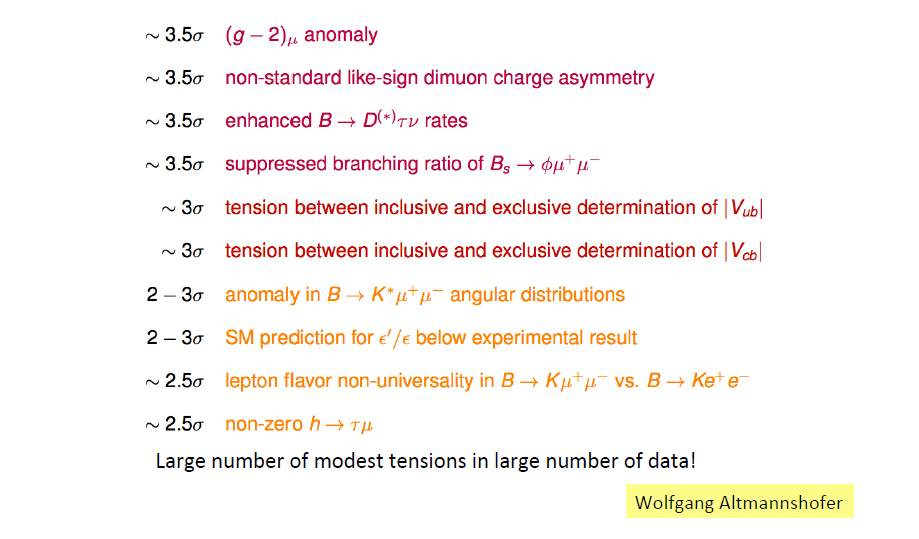 ∼ 3.5σ (g − 2)μ anomaly
∼ 3.5σ non-standard like-sign dimuon charge asymmetry
∼ 3.5σ enhanced B → D(*)τν rates
∼ 3.5σ suppressed branching ratio of Bs → ϕμ+μ−
∼ 3σ tension between inclusive and exclusive determination of |Vub|
∼ 3σ tension between inclusive and exclusive determination of |Vcb|
2 − 3σ anomaly in B → K*μ+μ− angular distributions
2 − 3σ SM prediction for ϵ′/ϵ below experimental result
∼ 2.5σ lepton flavor non-universality in B → Kμ+μ− vs. B → Ke+e−
∼ 2.5σ non-zero h → τμ
Large number of modest tensions in large number of data!
Wolfgang Altmannshofer